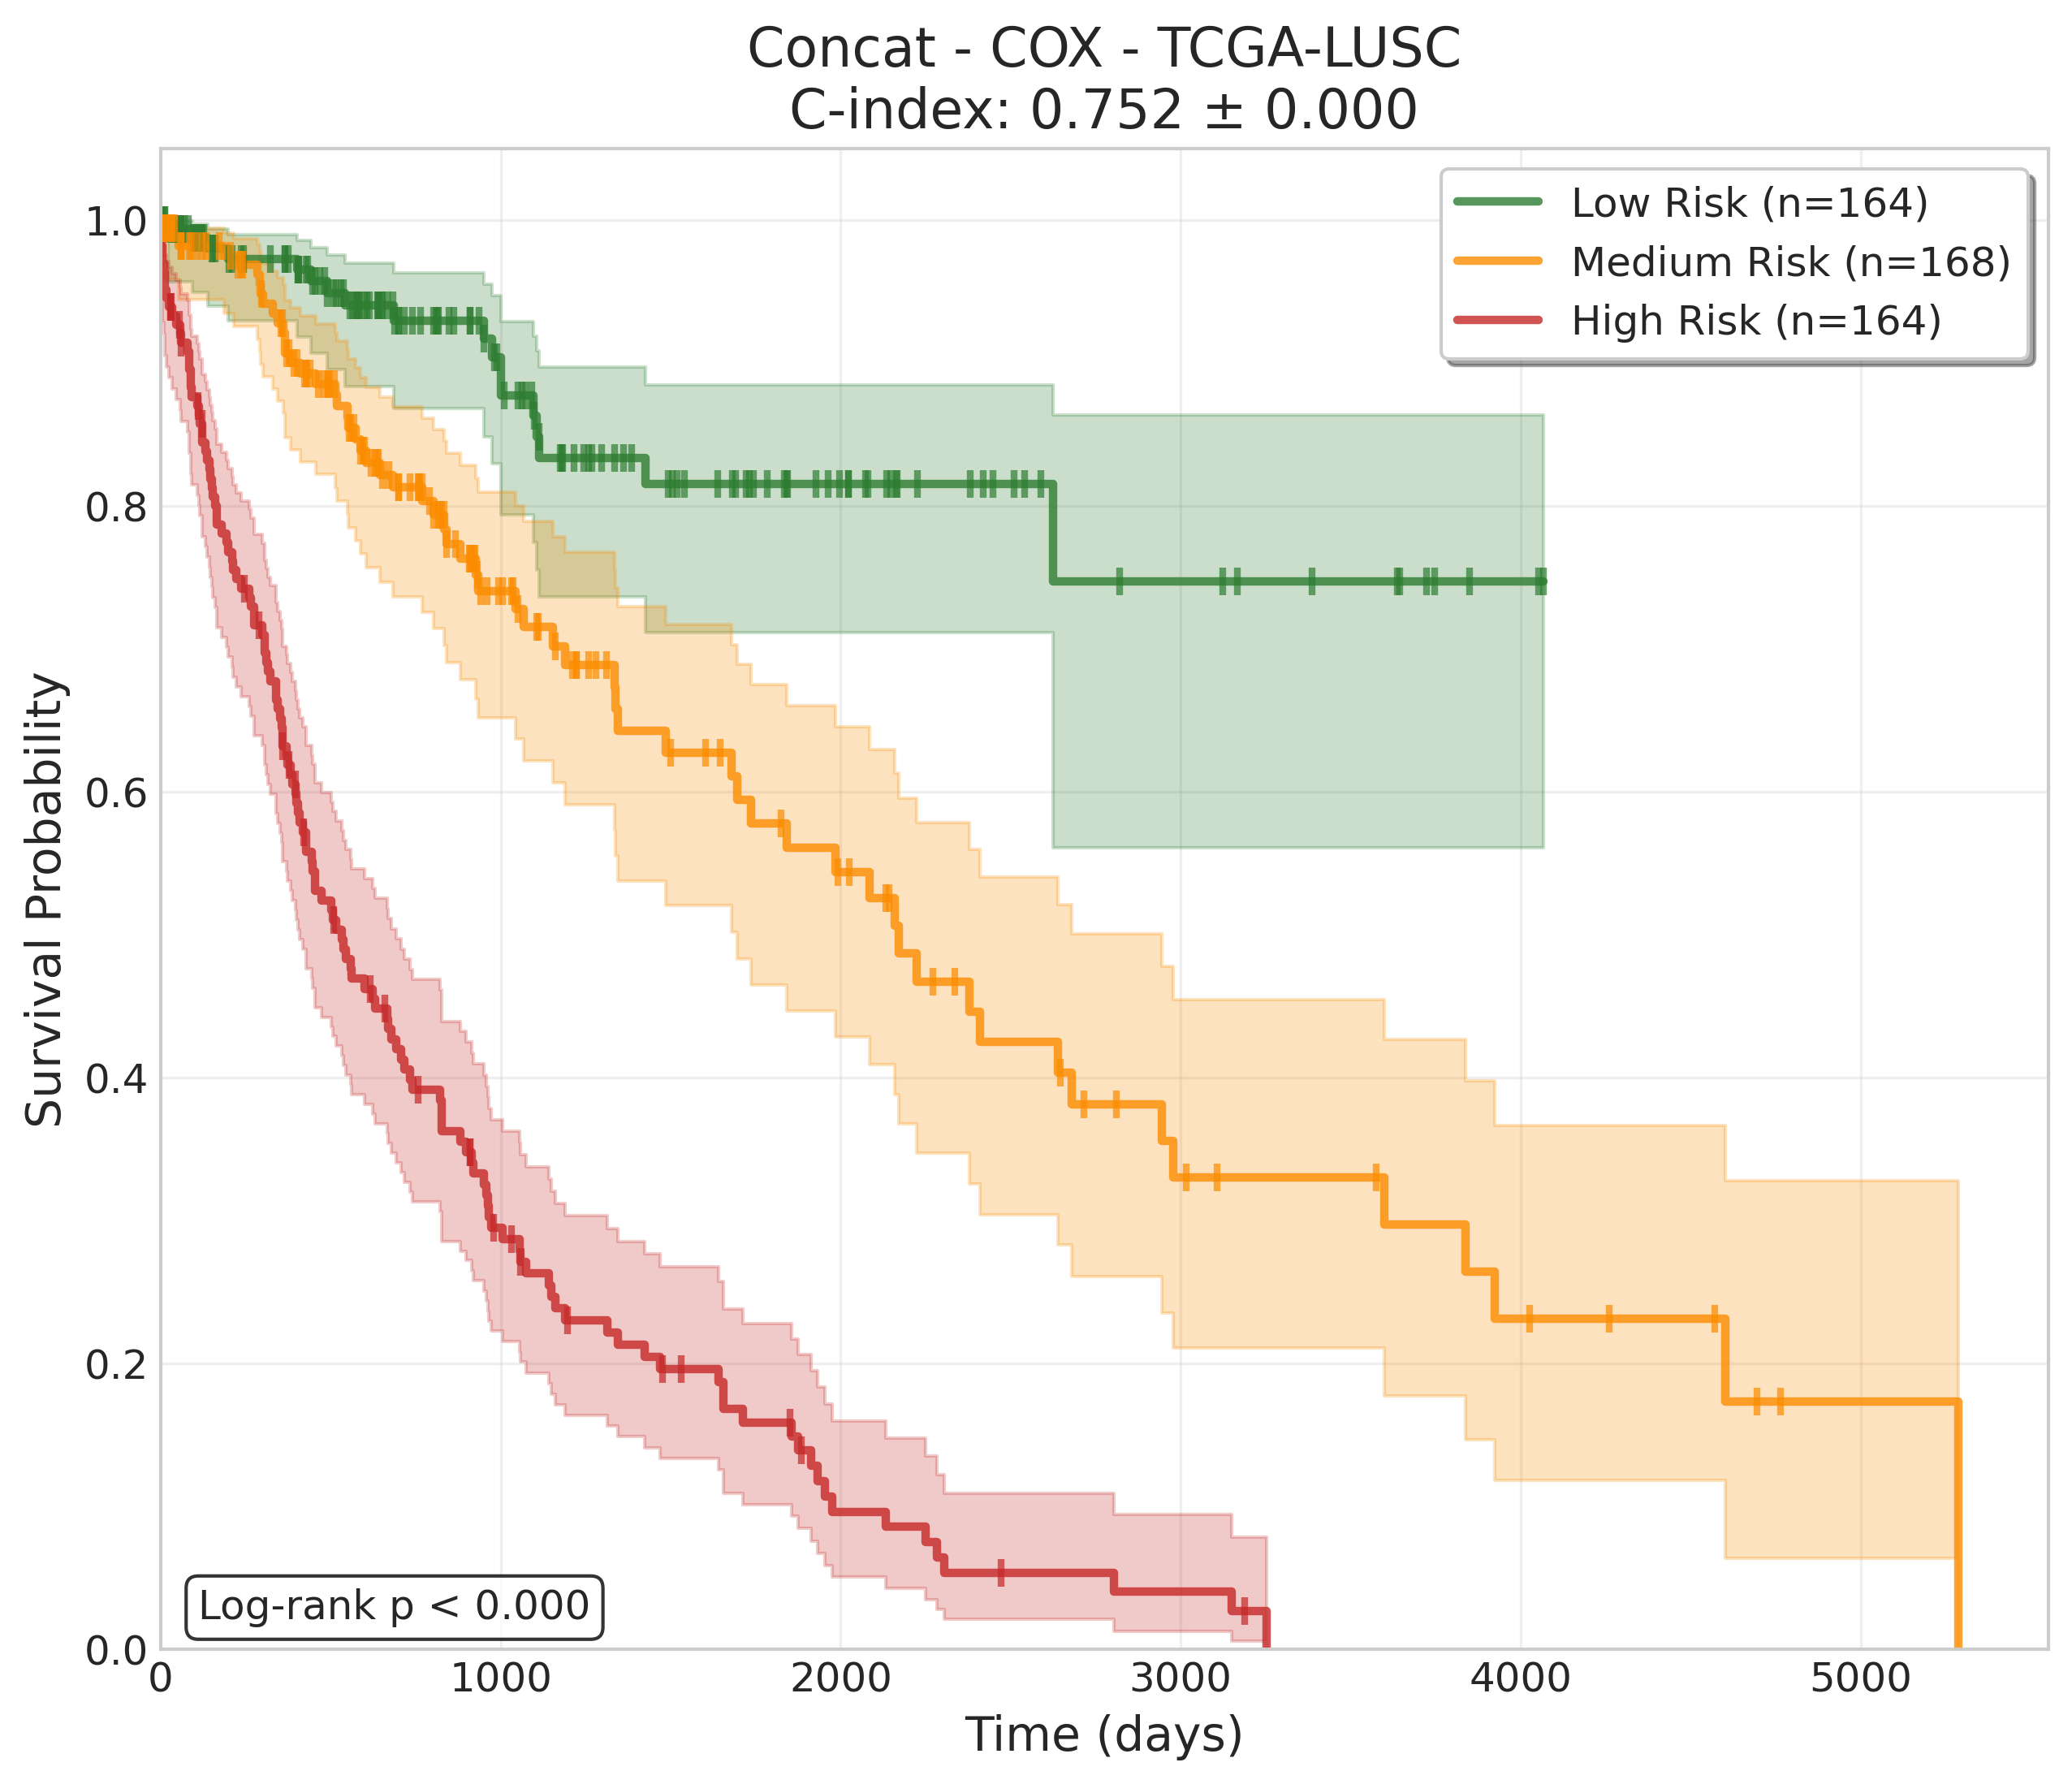 Concat - COX - TCGA-LUSC
C-index: 0.752 ± 0.000
Low Risk (n=164)
Medium Risk (n=168)
High Risk (n=164)
Survival Probability
1.0
0.8
0.6
0.4
0.2
0.0
Log-rank p < 0.000
0 1000 2000 3000 4000 5000
Time (days)